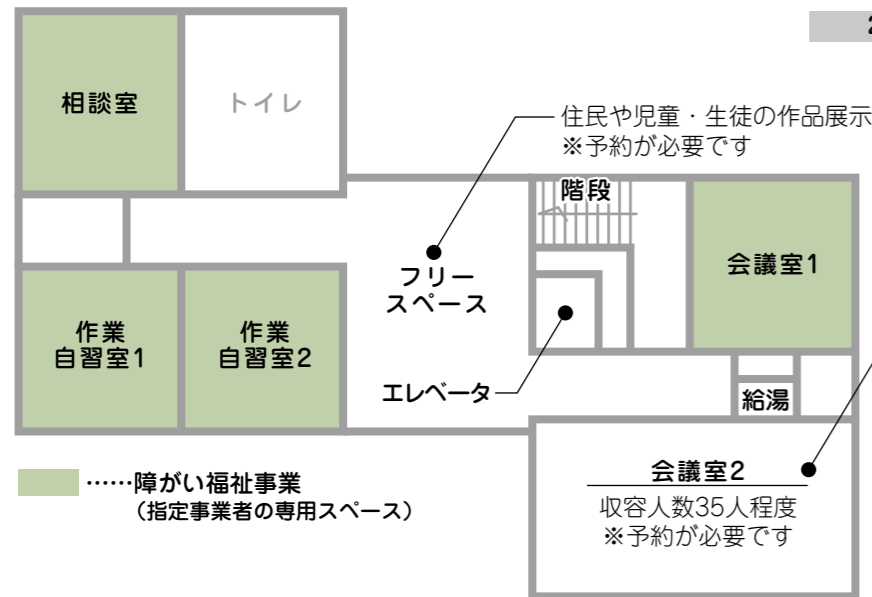 2
相談室
トイレ
住民や児童・生徒の作品展示
※予約が必要です
階段
会議室1
フリー
スペース
作業
自習室1
作業
自習室2
エレベータ
給湯
会議室2
収容人数35人程度
※予約が必要です
……障がい福祉事業
（指定事業者の専用スペース）